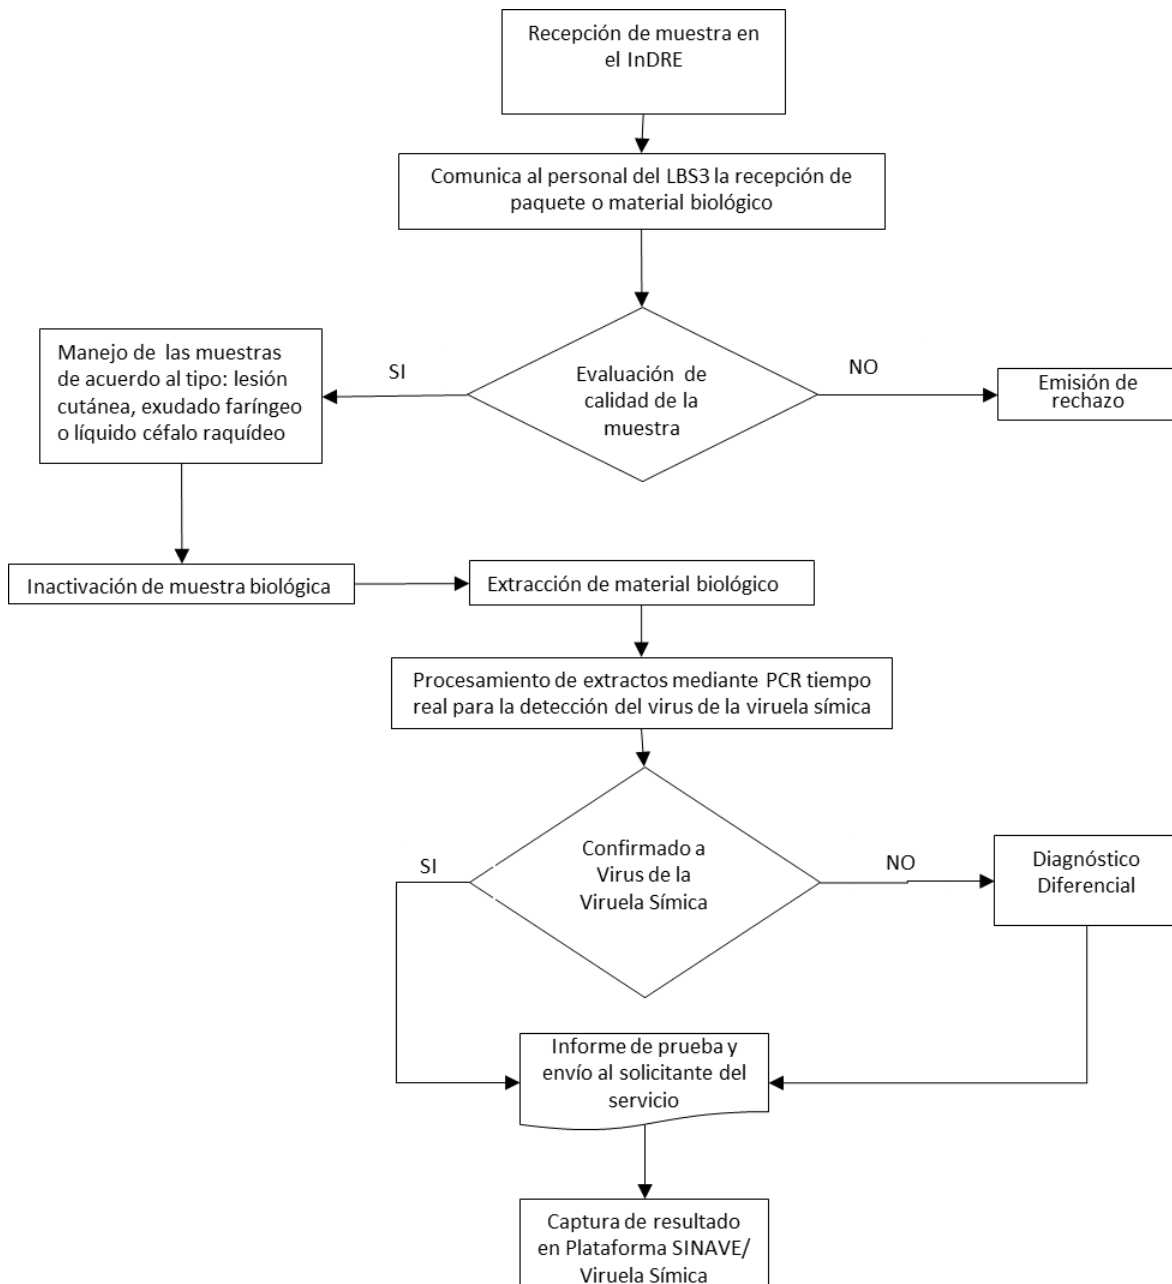 Recepción de muestra en
el InDRE
Comunica al personal del LBS3 la recepción de
paquete o material biológico
Evaluación de
calidad de la
muestra
SI
NO
Manejo de las muestras
de acuerdo al tipo: lesión
cutánea, exudado faríngeo
o líquido céfalo raquídeo
Emisión de
rechazo
Inactivación de muestra biológica
Extracción de material biológico
Procesamiento de extractos mediante PCR tiempo
real para la detección del virus de la viruela símica
Confirmado a
Virus de la
Viruela Símica
SI
NO
Diagnóstico
Diferencial
Informe de prueba y
envío al solicitante del
servicio
Captura de resultado
en Plataforma SINAVE/
Viruela Símica